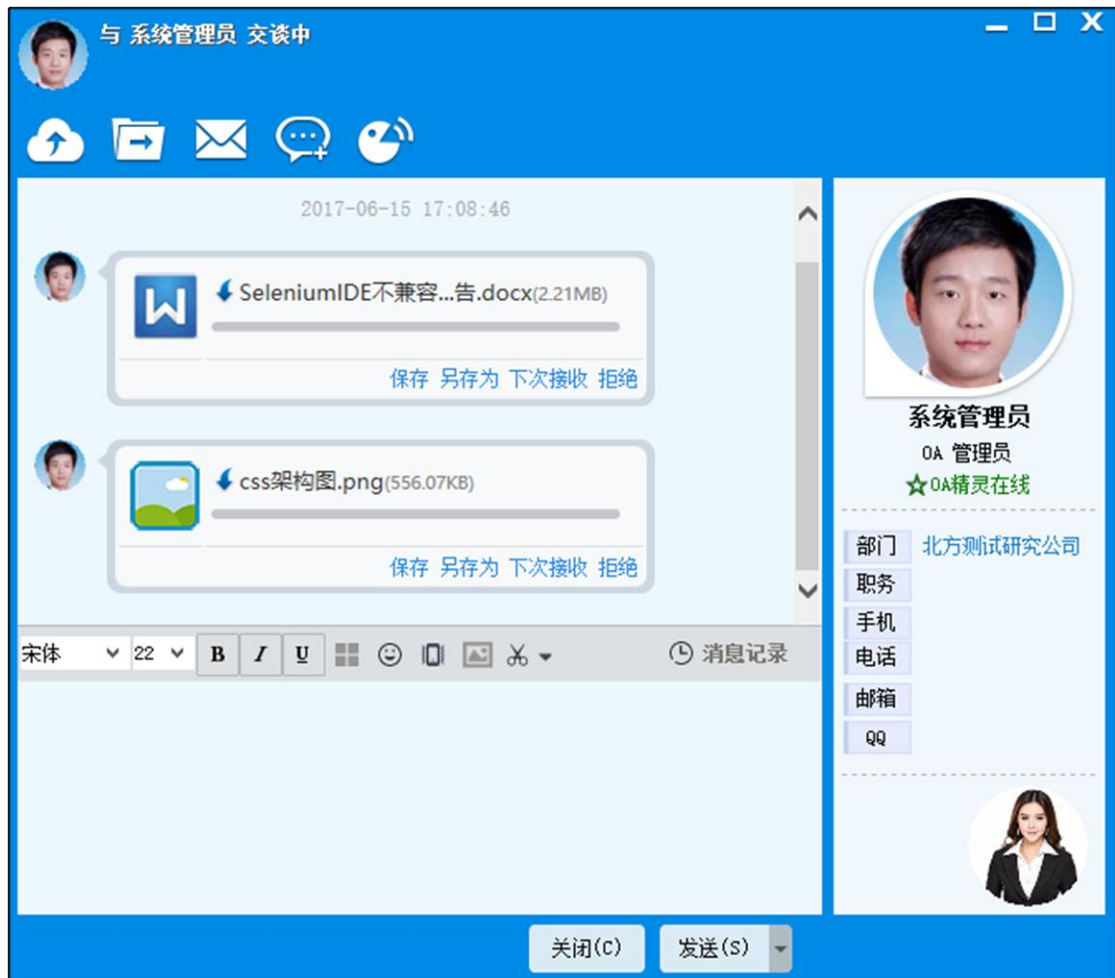 与 系统管理员 交谈中
2017-06-15 17:08:46
SeleniumIDE不兼容...告.docx(2.21MB)
保存 另存为 下次接收 拒绝
css架构图.png(556.07KB)
保存 另存为 下次接收 拒绝
宋体 22 B I U 消息记录
关闭(C) 发送(S)
系统管理员
OA 管理员
OA精灵在线
部门 北方测试研究公司
职务
手机
电话
邮箱
QQ